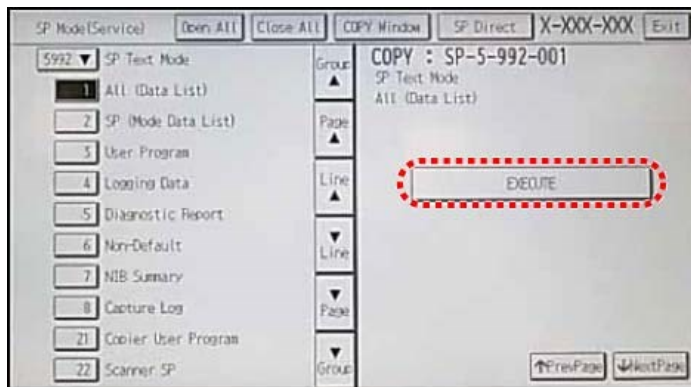 SP Mode(Service) Open All Close All COPY Window SP Direct X-XXX-XXX Exit
5992 ▼ SP Text Mode
1 All (Data List)
2 SP (Mode Data List)
3 User Program
4 Logging Data
5 Diagnostic Report
6 Non-Default
7 NIB Summary
8 Capture Log
21 Copier User Program
22 Scanner SP
Group ▲
Page ▲
Line ▲
▼ Line
▼ Page
▼ Group
COPY : SP-5-992-001
SP Text Mode
All (Data List)
EXECUTE
↑PrevPage ↓NextPage